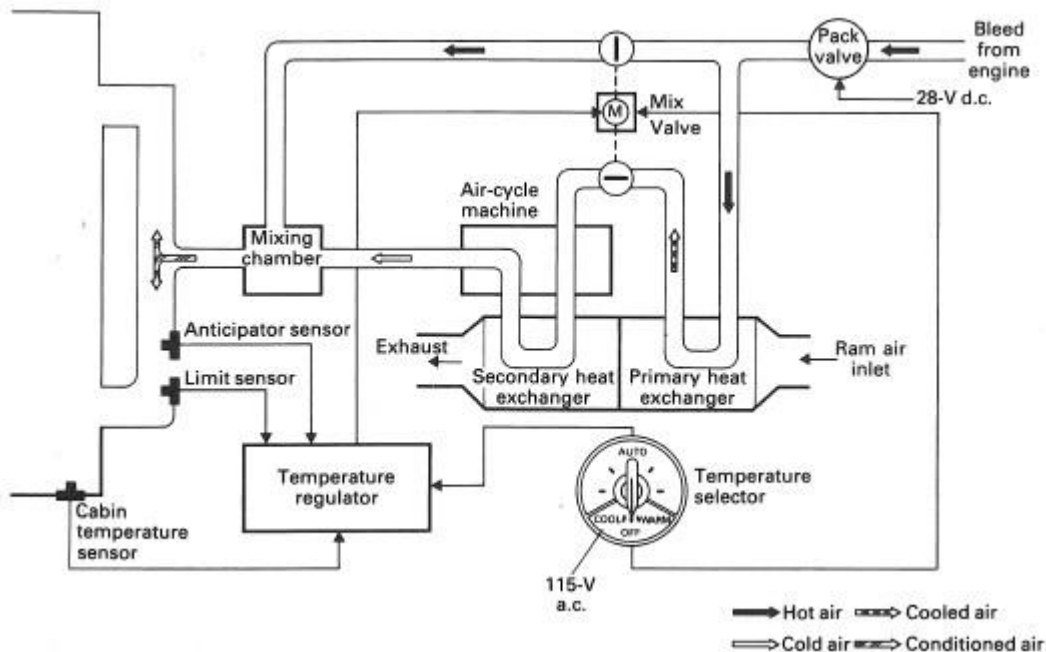 Pack
valve
Bleed
from
engine
28-V d.c.
M
Mix
Valve
Air-cycle
machine
Mixing
chamber
Anticipator sensor
Limit sensor
Exhaust
Secondary heat
exchanger
Primary heat
exchanger
Ram air
inlet
Temperature
regulator
AUTO
COOL
WARM
OFF
Temperature
selector
Cabin
temperature
sensor
115-V
a.c.
Hot air
Cooled air
Cold air
Conditioned air